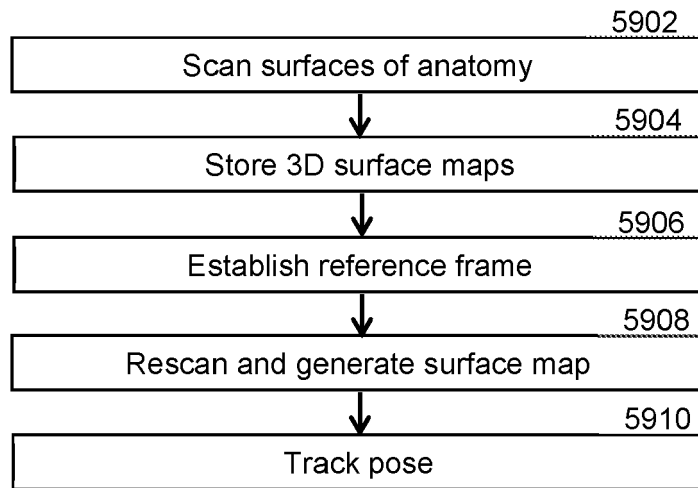 5902
Scan surfaces of anatomy
5904
Store 3D surface maps
5906
Establish reference frame
5908
Rescan and generate surface map
5910
Track pose